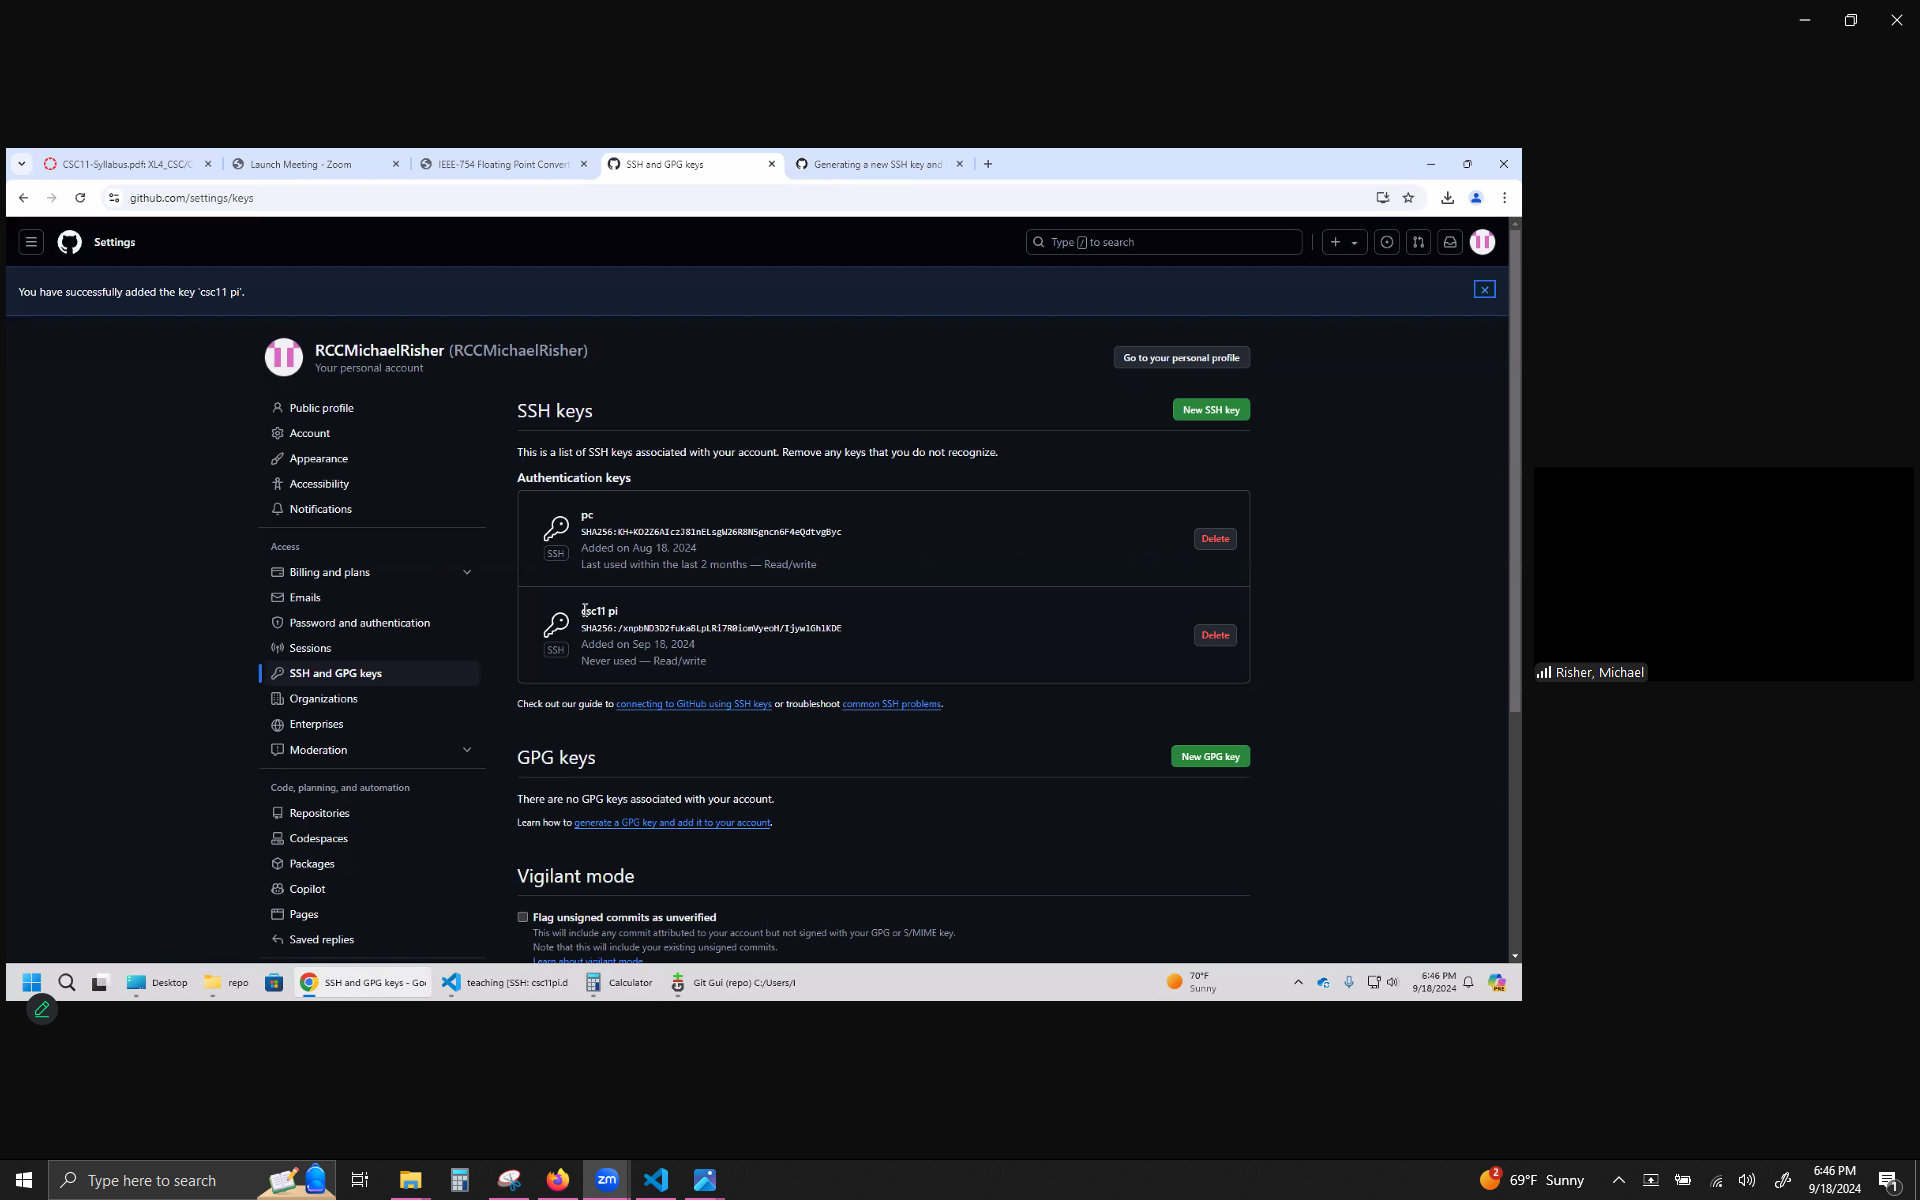 CSC11-Syllabus.pdf: XL4_CSC/C
Launch Meeting - Zoom
IEEE-754 Floating Point Convert
SSH and GPG keys
Generating a new SSH key and
github.com/settings/keys
Settings
Type / to search
You have successfully added the key 'csc11 pi'.
RCCMichaelRisher (RCCMichaelRisher)
Your personal account
Go to your personal profile
Public profile
Account
Appearance
Accessibility
Notifications
Access
Billing and plans
Emails
Password and authentication
Sessions
SSH and GPG keys
Organizations
Enterprises
Moderation
Code, planning, and automation
Repositories
Codespaces
Packages
Copilot
Pages
Saved replies
SSH keys
New SSH key
This is a list of SSH keys associated with your account. Remove any keys that you do not recognize.
Authentication keys
pc
SHA256:KH+KO2Z6AIczJ81nELsgW26R8N5gncn6F4eQdtvgByc
Added on Aug 18, 2024
Last used within the last 2 months — Read/write
SSH
Delete
csc11 pi
SHA256:/xnpbND3D2fuka8LpLRi7R0iomVyeoH/Ijyw1GhlKDE
Added on Sep 18, 2024
Never used — Read/write
SSH
Delete
Check out our guide to connecting to GitHub using SSH keys or troubleshoot common SSH problems.
GPG keys
New GPG key
There are no GPG keys associated with your account.
Learn how to generate a GPG key and add it to your account.
Vigilant mode
Flag unsigned commits as unverified
This will include any commit attributed to your account but not signed with your GPG or S/MIME key.
Note that this will include your existing unsigned commits.
Learn about vigilant mode
Risher, Michael
Desktop
repo
SSH and GPG keys - Goo
teaching [SSH: csc11pi.d
Calculator
Git Gui (repo) C:/Users/I
70°F
Sunny
6:46 PM
9/18/2024
PRE
Type here to search
zm
2
69°F Sunny
6:46 PM
9/18/2024
1